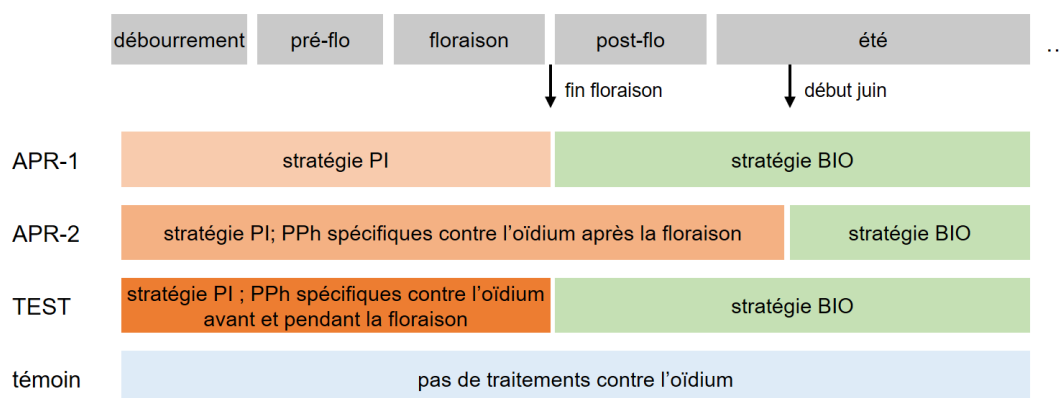 débourrement pré-flo floraison post-flo été ..
fin floraison début juin
APR-1 stratégie PI stratégie BIO
APR-2 stratégie PI; PPh spécifiques contre l’oïdium après la floraison stratégie BIO
TEST stratégie PI ; PPh spécifiques contre l’oïdium
avant et pendant la floraison stratégie BIO
témoin pas de traitements contre l’oïdium